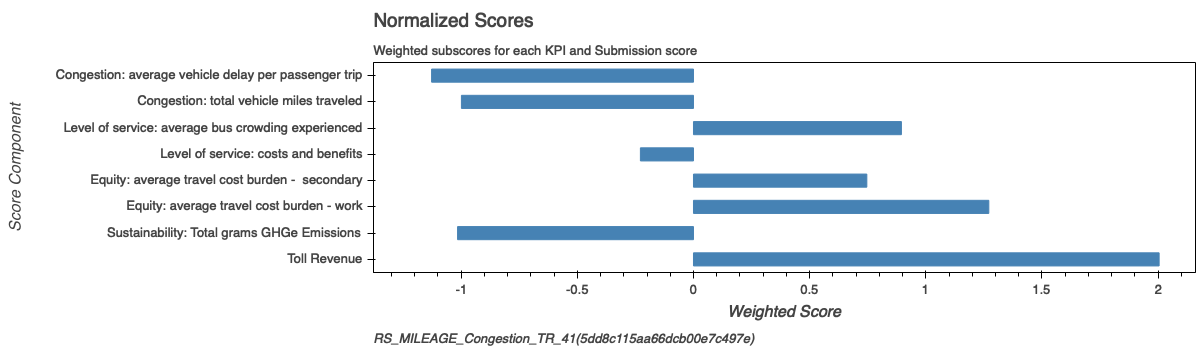 Normalized Scores
Weighted subscores for each KPI and Submission score
Score Component
Congestion: average vehicle delay per passenger trip
Congestion: total vehicle miles traveled
Level of service: average bus crowding experienced
Level of service: costs and benefits
Equity: average travel cost burden -  secondary
Equity: average travel cost burden - work
Sustainability: Total grams GHGe Emissions
Toll Revenue
-1 -0.5 0 0.5 1 1.5 2
Weighted Score
RS_MILEAGE_Congestion_TR_41(5dd8c115aa66dcb00e7c497e)